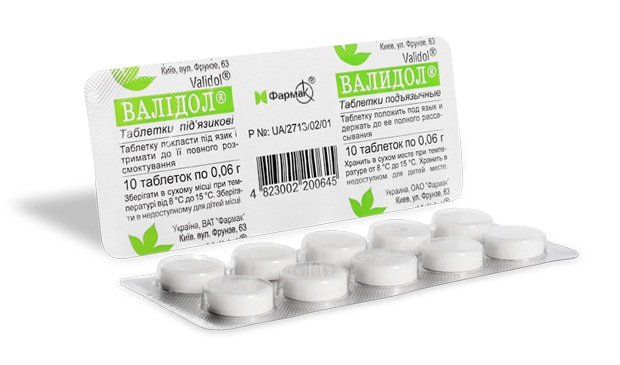 Київ, вул. Фрунзе, 63
Validol®
ВАЛІДОЛ®
Таблетки під'язикові
Таблетку покласти під язик і
тримати до її повного роз-
смоктування
10 таблеток по 0,06 г
Зберігати в сухому місці при тем-
пературі від 8 °С до 15 °С. Зберіга-
ти в недоступному для дітей місці.
Україна, ВАТ "Фармак"
Київ, вул. Фрунзе, 63
Фармак®
Р №: UA/2713/02/01
4 823002 200645
Киев, ул. Фрунзе, 63
Validol®
ВАЛИДОЛ®
Таблетки подъязычные
Таблетку положить под язык и
держать до ее полного расса-
сывания
10 таблеток по 0,06 г
Хранить в сухом месте при темпе-
ратуре от 8 °С до 15 °С. Хранить в
недоступном для детей месте.
Украина, ОАО "Фармак"
Киев, ул. Фрунзе, 63